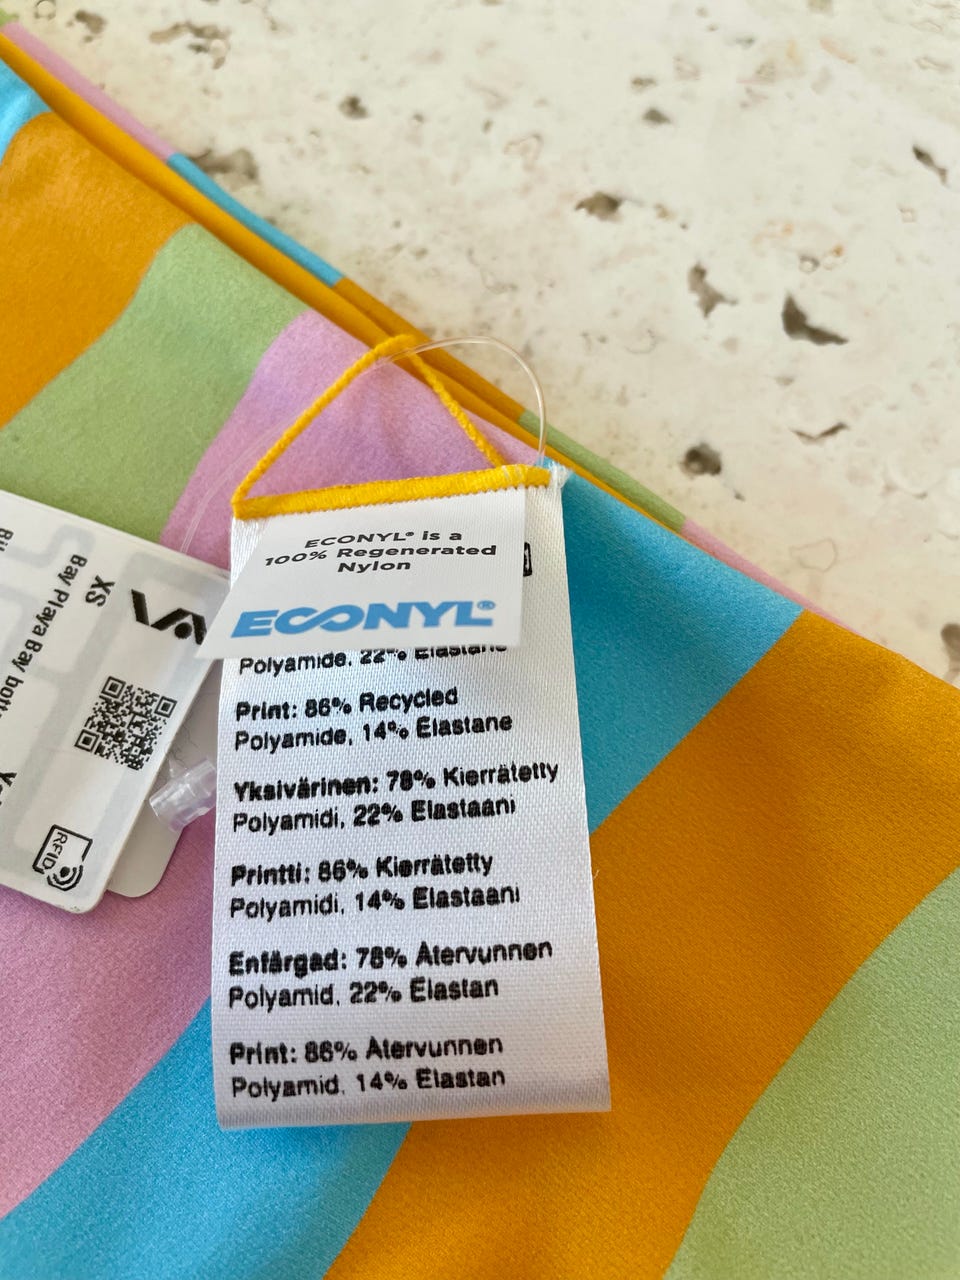 ECONYL® is a
100% Regenerated
Nylon
ECONYL®
Polyamide, 22% Elastane
Print: 86% Recycled
Polyamide, 14% Elastane
Yksivärinen: 78% Kierrätetty
Polyamidi, 22% Elastaani
Printti: 86% Kierrätetty
Polyamidi, 14% Elastaani
Enfärgad: 78% Återvunnen
Polyamid, 22% Elastan
Print: 86% Återvunnen
Polyamid, 14% Elastan
XS
Bay Playa Bay
RFID